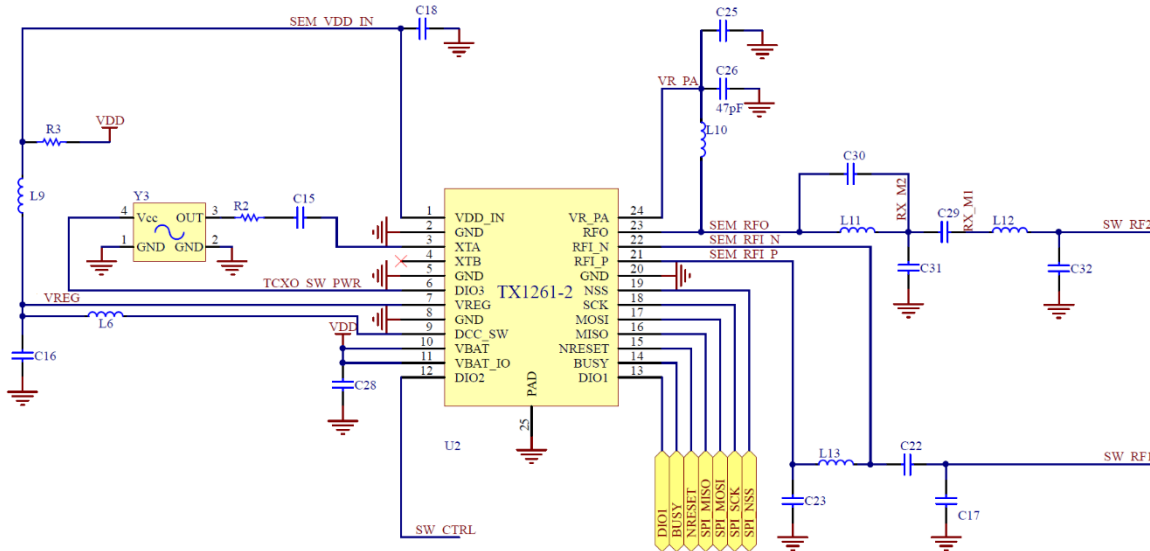 C25
SEM_VDD_IN
C18
VR_PA
C26
47pF
R3
VDD
L10
C30
L9
Y3
R2
C15
RX_M2
C29
RX_M1
L12
4 Vcc OUT 3
1 GND GND 2
1 VDD_IN VR_PA 24
2 GND RFO 23
SEM_RFO
L11
SW_RF2
3 XTA RFI_N 22
SEM_RFI_N
4 XTB RFI_P 21
SEM_RFI_P
C31
C32
5 GND GND 20
TCXO_SW_PWR
6 DIO3 NSS 19
TX1261-2
VREG
7 VREG SCK 18
8 GND MOSI 17
L6
9 DCC_SW MISO 16
VDD
10 VBAT NRESET 15
C16
11 VBAT_IO BUSY 14
12 DIO2 DIO1 13
C28
PAD
25
U2
C22
L13
SW_RF1
C23
C17
DIO1
BUSY
NRESET
SPI_MISO
SPI_MOSI
SPI_SCK
SPI_NSS
SW_CTRL